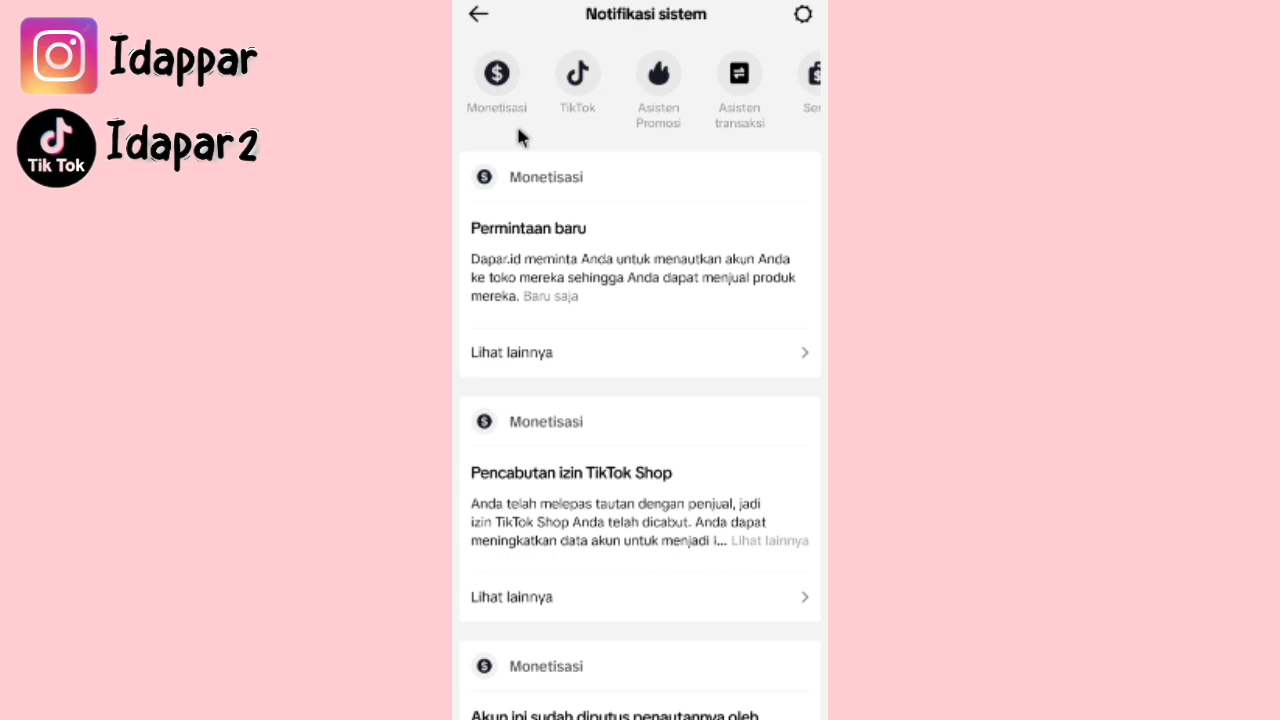 Idappar
Tik Tok
Idapar2
Notifikasi sistem
Monetisasi
TikTok
Asisten
Promosi
Asisten
transaksi
Ser
Monetisasi
Permintaan baru
Dapar.id meminta Anda untuk menautkan akun Anda
ke toko mereka sehingga Anda dapat menjual produk
mereka. Baru saja
Lihat lainnya
Monetisasi
Pencabutan izin TikTok Shop
Anda telah melepas tautan dengan penjual, jadi
izin TikTok Shop Anda telah dicabut. Anda dapat
meningkatkan data akun untuk menjadi i... Lihat lainnya
Lihat lainnya
Monetisasi
Akun ini sudah diputus penautannya oleh